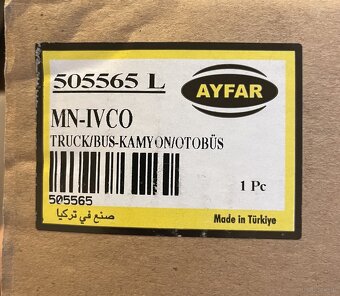 505565 L
AYFAR
MN-IVCO
TRUCK/BUS-KAMYON/OTOBÜS
1 Pc
505565
صنع في تركيا
Made in Türkiye